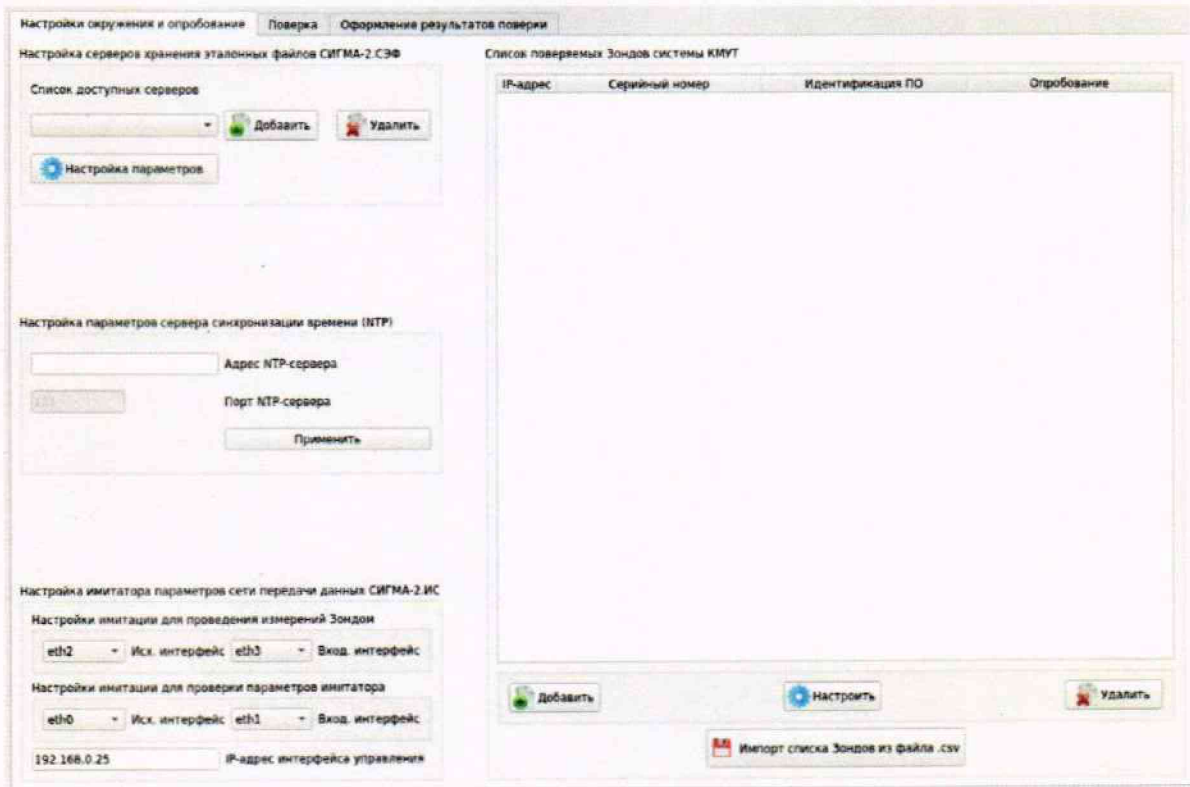 Настройки окружения и опробование
Поверка
Оформление результатов поверки
Настройка серверов хранения эталонных файлов СИГМА-2.СЭФ
Список доступных серверов
Добавить
Удалить
Настройка параметров
Настройка параметров сервера синхронизации времени (NTP)
Адрес NTP-сервера
Порт NTP-сервера
Применить
Настройка имитатора параметров сети передачи данных СИГМА-2.ИС
Настройки имитации для проведения измерений Зондом
eth2 Исх. интерфейс eth3 Вход. интерфейс
Настройки имитации для проверки параметров имитатора
eth0 Исх. интерфейс eth1 Вход. интерфейс
192.168.0.25 IP-адрес интерфейса управления
Список поверяемых Зондов системы КМУТ
IP-адрес Серийный номер Идентификация ПО Опробование
Добавить
Настроить
Удалить
Импорт списка Зондов из файла .csv